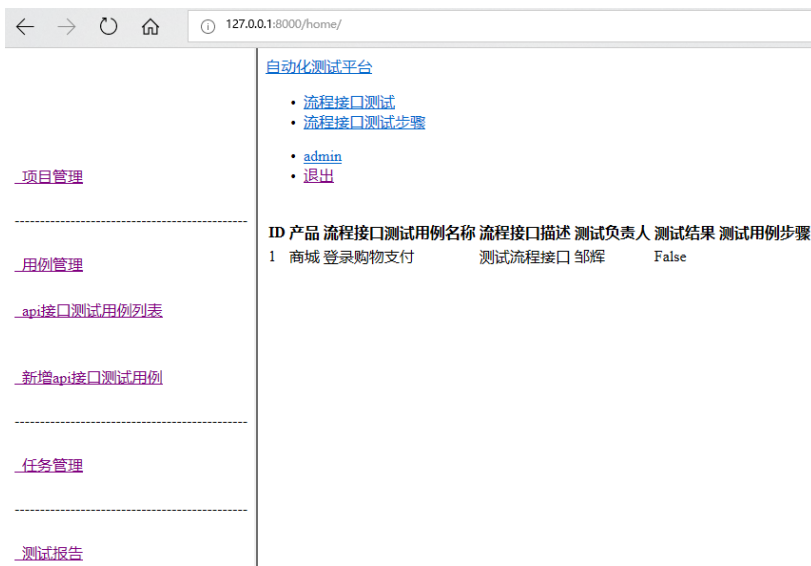 127.0.0.1:8000/home/
项目管理
------------------------------------------------
用例管理
api接口测试用例列表
新增api接口测试用例
------------------------------------------------
任务管理
------------------------------------------------
测试报告
自动化测试平台
• 流程接口测试
• 流程接口测试步骤
• admin
• 退出
ID 产品 流程接口测试用例名称 流程接口描述 测试负责人 测试结果 测试用例步骤
1 商城 登录购物支付 测试流程接口 邹辉 False